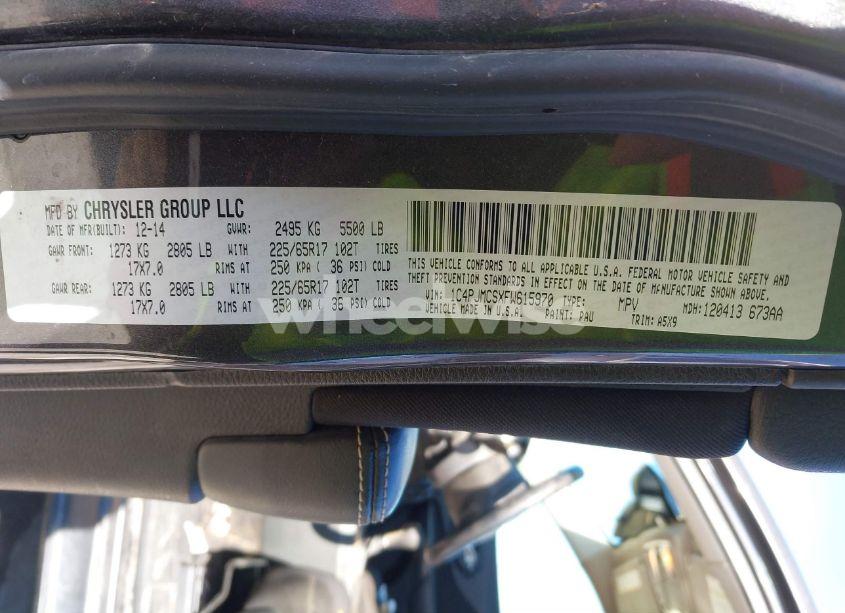 MFD BY CHRYSLER GROUP LLC
DATE OF MFR(BUILT): 12-14 GVWR: 2495 KG 5500 LB
GAWR FRONT: 1273 KG 2805 LB WITH 225/65R17 102T TIRES
17X7.0 RIMS AT 250 KPA ( 36 PSI) COLD
GAWR REAR: 1273 KG 2805 LB WITH 225/65R17 102T TIRES
17X7.0 RIMS AT 250 KPA ( 36 PSI) COLD
THIS VEHICLE CONFORMS TO ALL APPLICABLE U.S.A. FEDERAL MOTOR VEHICLE SAFETY AND
THEFT PREVENTION STANDARDS IN EFFECT ON THE DATE OF MANUFACTURE SHOWN ABOVE.
VIN: 1C4PJMCSXFW615970 TYPE: MPV MDH: 120413 673AA
VEHICLE MADE IN U.S.A. PAINT: PAU TRIM: A5X9
wheelwise